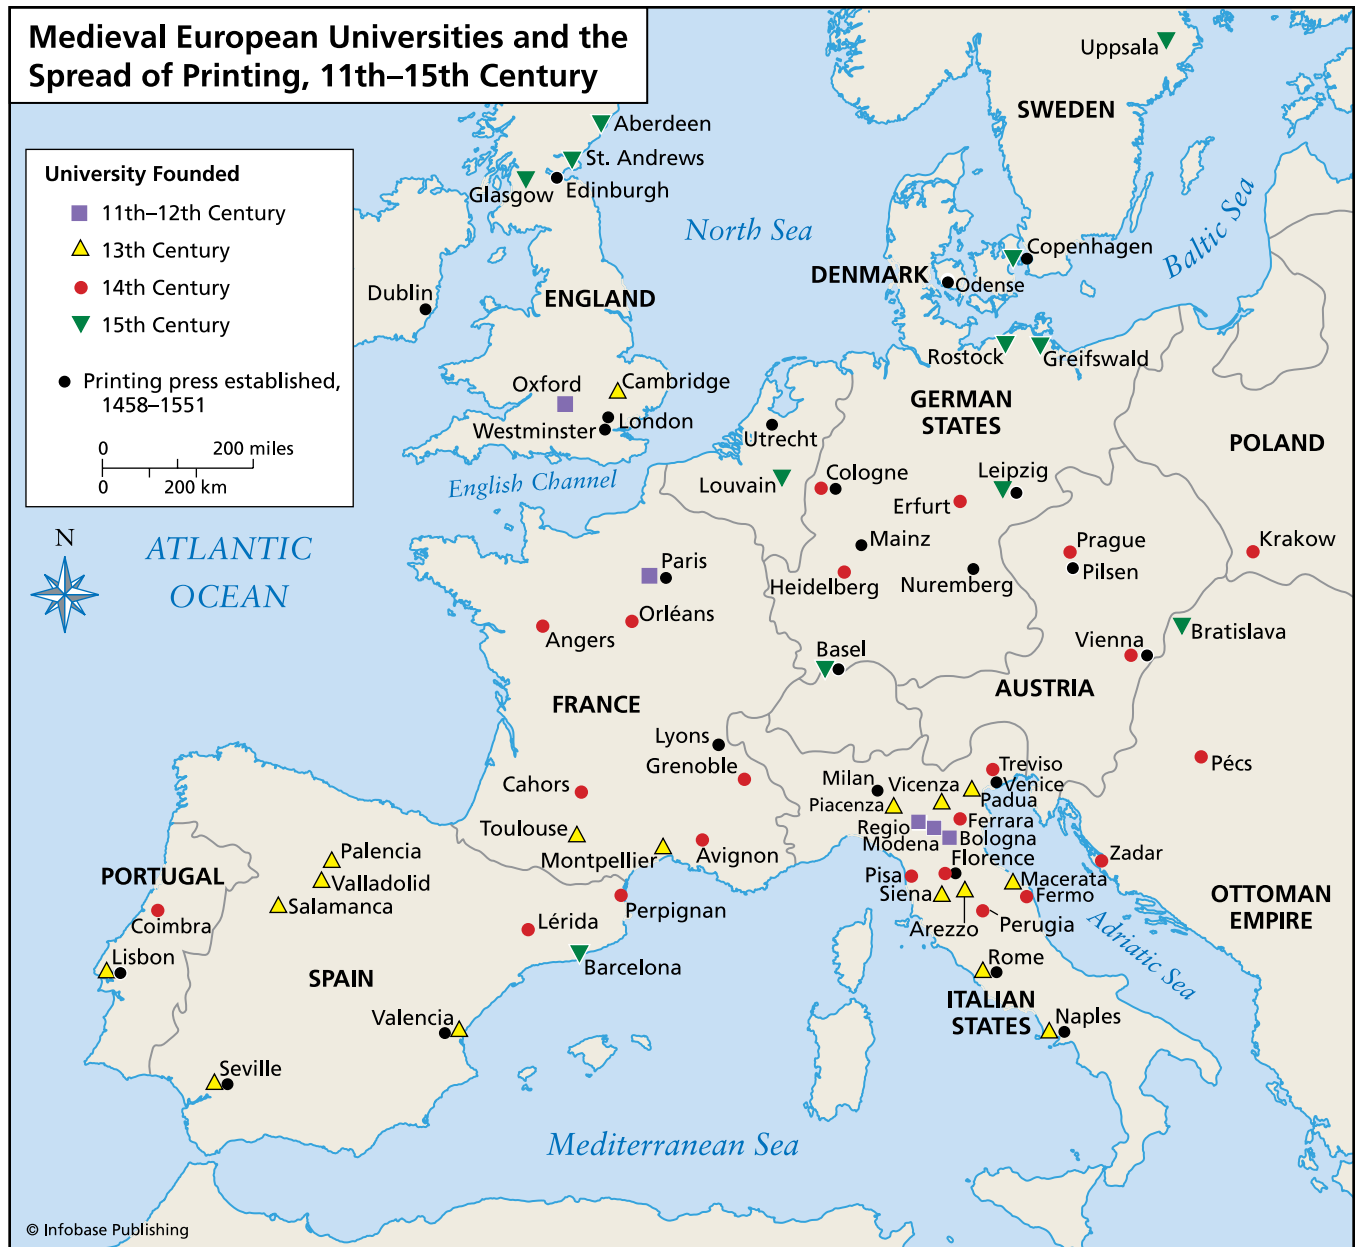 Medieval European Universities and the
Spread of Printing, 11th–15th Century
University Founded
11th–12th Century
13th Century
14th Century
15th Century
Printing press established,
1458–1551
0 200 miles
0 200 km
N
ATLANTIC
OCEAN
North Sea
Baltic Sea
English Channel
Uppsala
SWEDEN
Aberdeen
St. Andrews
Glasgow
Edinburgh
Copenhagen
DENMARK
Odense
Dublin
ENGLAND
Rostock
Greifswald
Oxford
Cambridge
London
Westminster
GERMAN
STATES
Utrecht
POLAND
Louvain
Cologne
Leipzig
Erfurt
Mainz
Prague
Krakow
Paris
Pilsen
Heidelberg
Nuremberg
Orléans
Angers
Bratislava
Vienna
Basel
AUSTRIA
FRANCE
Lyons
Grenoble
Cahors
Milan
Vicenza
Treviso
Venice
Pécs
Piacenza
Padua
Toulouse
Regio
Ferrara
Modena
Bologna
Montpellier
Avignon
Florence
Zadar
Palencia
PORTUGAL
Valladolid
Pisa
Macerata
Siena
Fermo
OTTOMAN
EMPIRE
Salamanca
Coimbra
Perpignan
Lérida
Arezzo
Perugia
Adriatic Sea
Lisbon
SPAIN
Barcelona
Rome
ITALIAN
STATES
Valencia
Naples
Seville
Mediterranean Sea
© Infobase Publishing